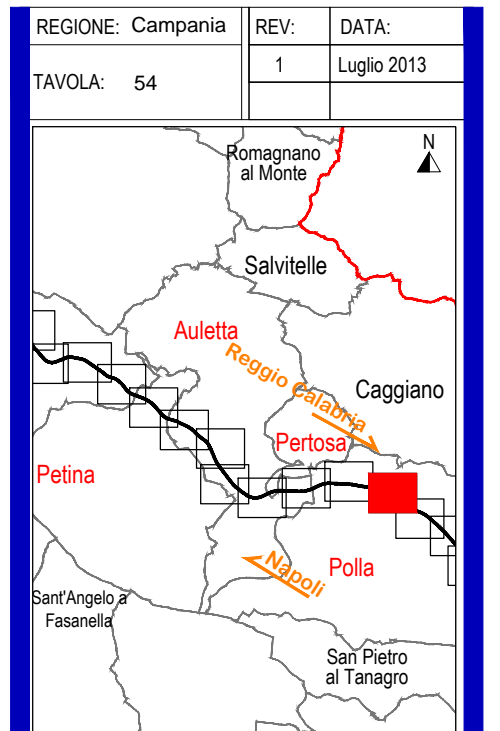 REGIONE: Campania
REV:
DATA:
TAVOLA: 54
1
Luglio 2013
N
Romagnano
al Monte
Salvitelle
Auletta
Reggio Calabria
Caggiano
Pertosa
Petina
Napoli
Polla
Sant'Angelo a
Fasanella
San Pietro
al Tanagro